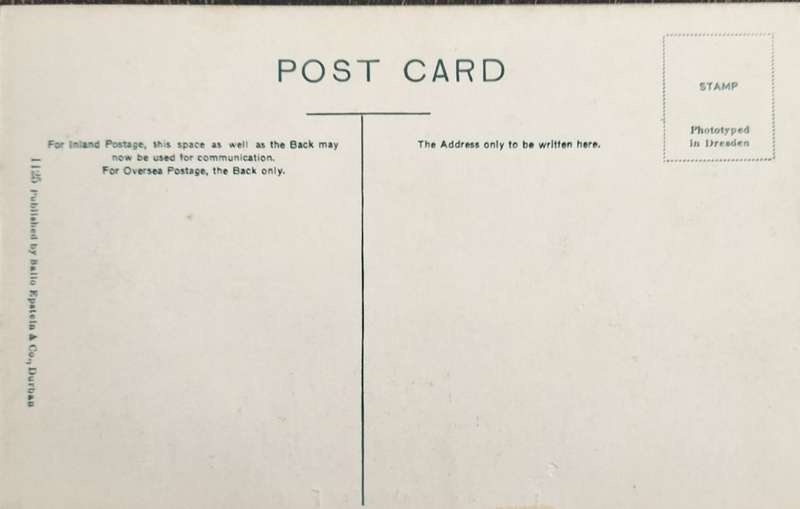 POST CARD
STAMP
Phototyped
in Dresden
For Inland Postage, this space as well as the Back may
now be used for communication.
For Oversea Postage, the Back only.
The Address only to be written here.
1125 Published by Sallo Epstein & Co., Durban